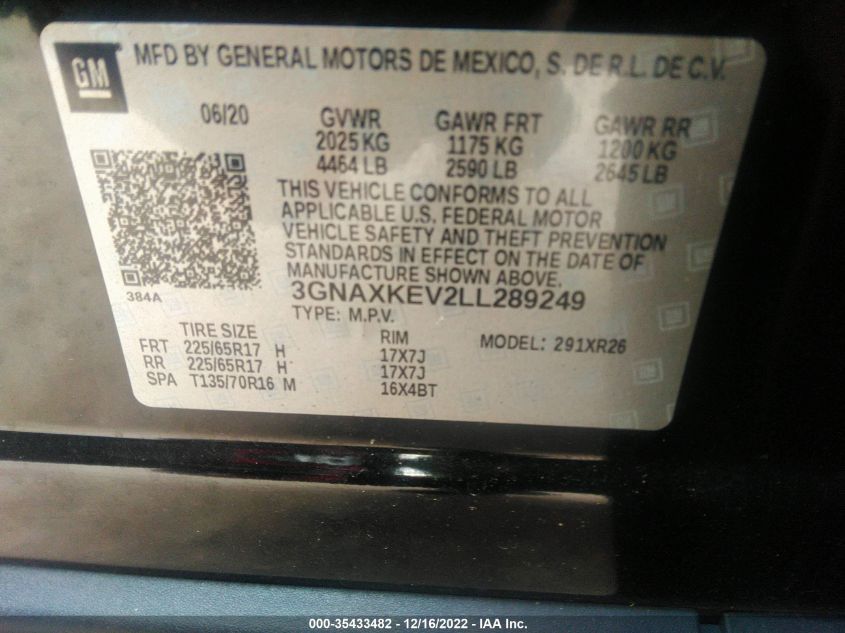 GM
MFD BY GENERAL MOTORS DE MEXICO, S. DE R.L. DE C.V.
06/20 GVWR GAWR FRT GAWR RR
2025 KG 1175 KG 1200 KG
4464 LB 2590 LB 2645 LB
THIS VEHICLE CONFORMS TO ALL
APPLICABLE U.S. FEDERAL MOTOR
VEHICLE SAFETY AND THEFT PREVENTION
STANDARDS IN EFFECT ON THE DATE OF
MANUFACTURE SHOWN ABOVE.
384A
3GNAXKEV2LL289249
TYPE: M.P.V.
TIRE SIZE RIM MODEL: 291XR26
FRT 225/65R17 H 17X7J
RR 225/65R17 H 17X7J
SPA T135/70R16 M 16X4BT
000-35433482 - 12/16/2022 - IAA Inc.